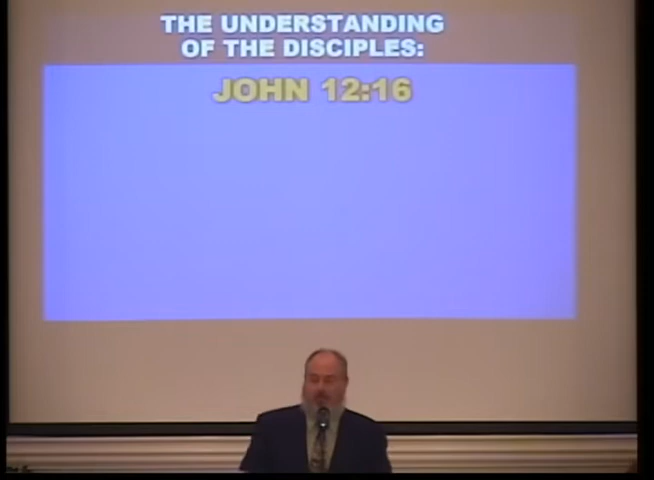 THE UNDERSTANDING
OF THE DISCIPLES:
JOHN 12:16